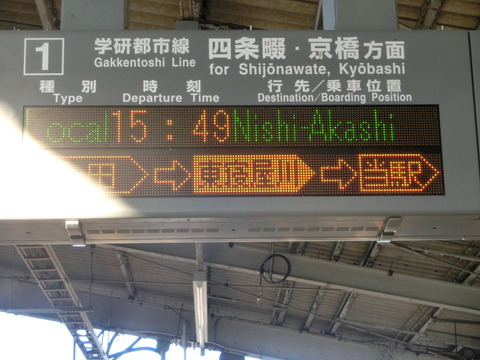 1 学研都市線 四条畷・京橋方面
Gakkentoshi Line for Shijōnawate, Kyōbashi
種別 時刻 行先／乗車位置
Type Departure Time Destination/Boarding Position
Local 15:49 Nishi-Akashi
田 ⇨ 東寝屋川 ⇨ 当駅